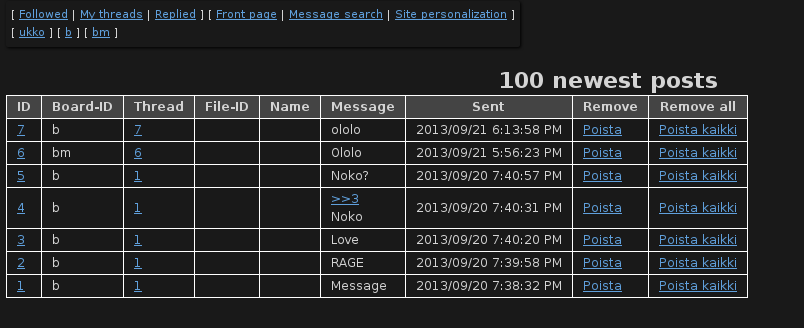 [ Followed | My threads | Replied ] [ Front page | Message search | Site personalization ]
[ ukko ] [ b ] [ bm ]
100 newest posts
ID Board-ID Thread File-ID Name Message Sent Remove Remove all
7 b 7 ololo 2013/09/21 6:13:58 PM Poista Poista kaikki
6 bm 6 Ololo 2013/09/21 5:56:23 PM Poista Poista kaikki
5 b 1 Noko? 2013/09/20 7:40:57 PM Poista Poista kaikki
4 b 1 >>3 2013/09/20 7:40:31 PM Poista Poista kaikki
Noko
3 b 1 Love 2013/09/20 7:40:20 PM Poista Poista kaikki
2 b 1 RAGE 2013/09/20 7:39:58 PM Poista Poista kaikki
1 b 1 Message 2013/09/20 7:38:32 PM Poista Poista kaikki